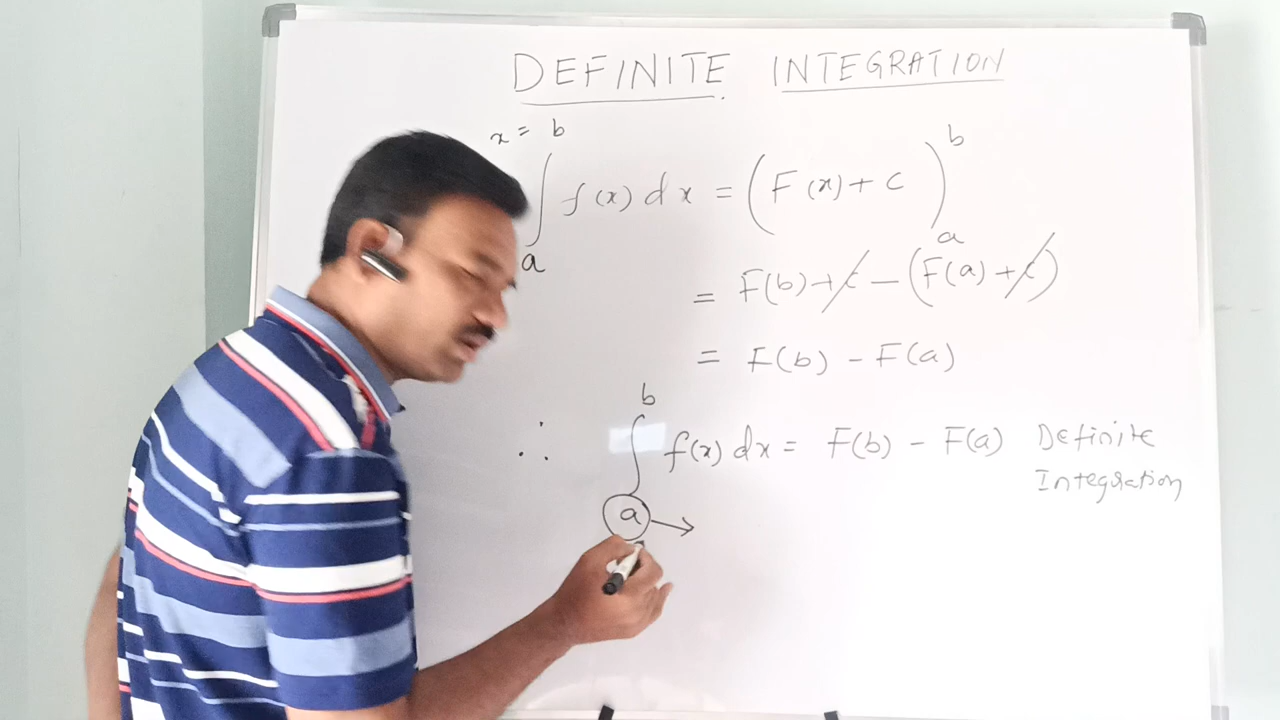 DEFINITE INTEGRATION
x = b
∫ f(x) dx = (F(x) + c) b
a a
= F(b) + c - (F(a) + c)
= F(b) - F(a)
b
∴ ∫ f(x) dx = F(b) - F(a) Definite
Integration
a →